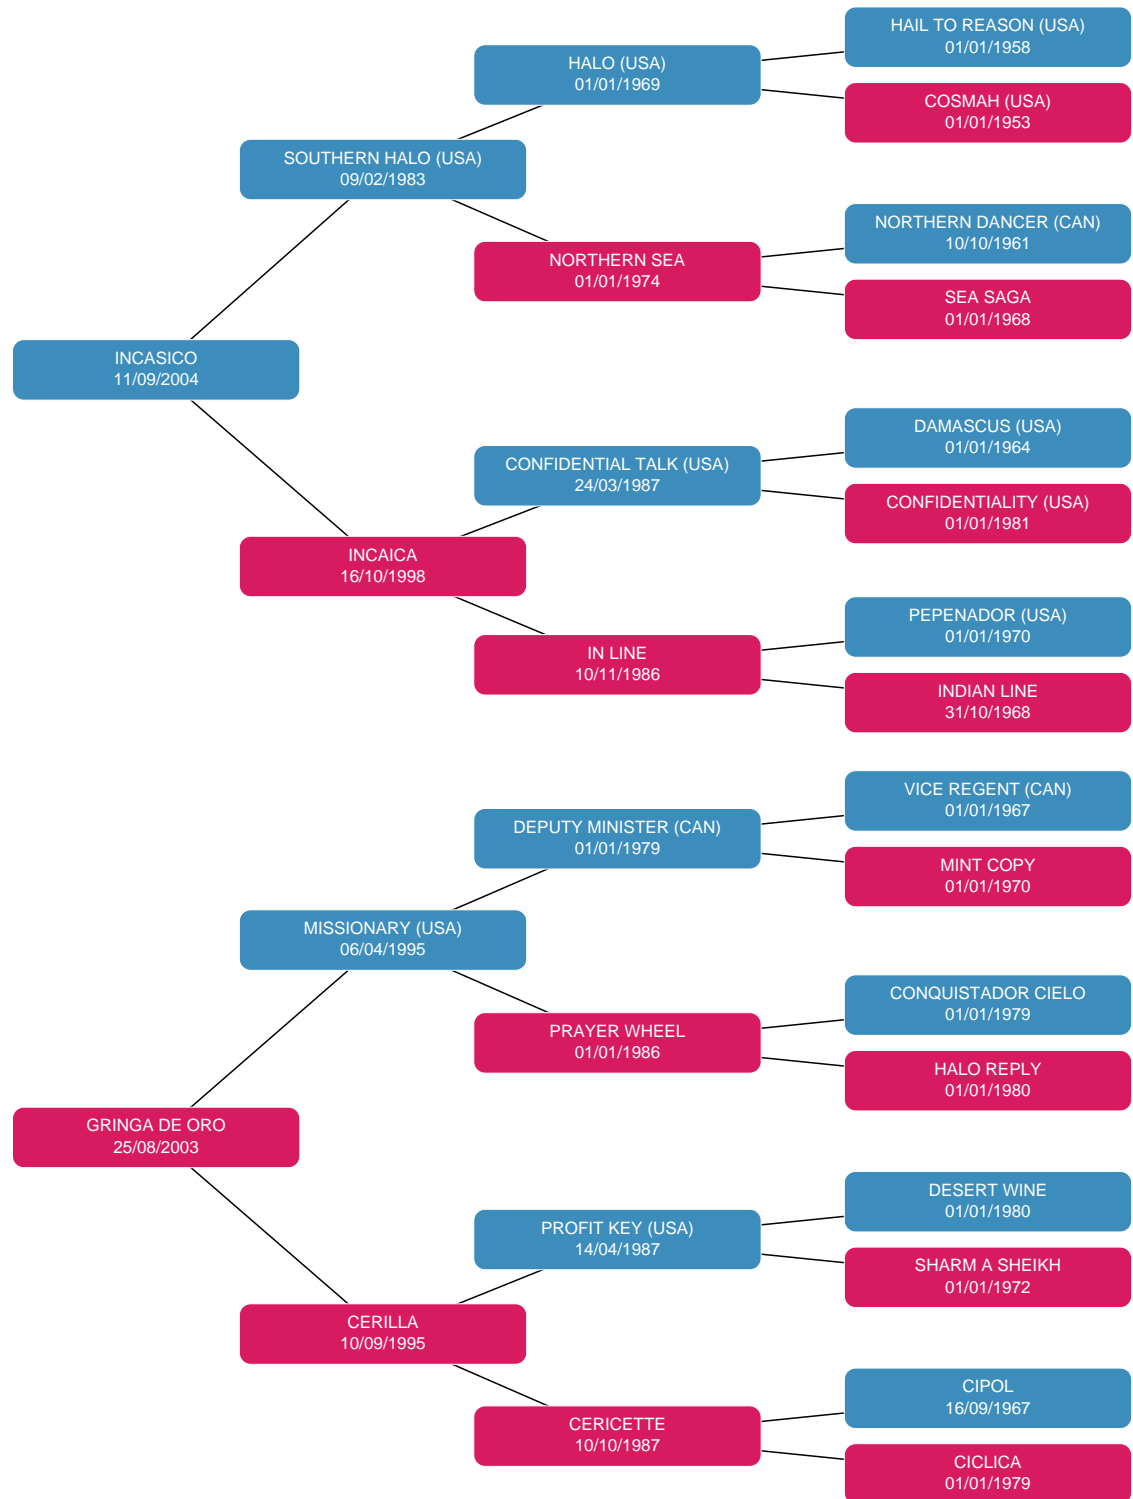 HAIL TO REASON (USA)
01/01/1958
HALO (USA)
01/01/1969
COSMAH (USA)
01/01/1953
SOUTHERN HALO (USA)
09/02/1983
NORTHERN DANCER (CAN)
10/10/1961
NORTHERN SEA
01/01/1974
SEA SAGA
01/01/1968
INCASICO
11/09/2004
DAMASCUS (USA)
01/01/1964
CONFIDENTIAL TALK (USA)
24/03/1987
CONFIDENTIALITY (USA)
01/01/1981
INCAICA
16/10/1998
PEPENADOR (USA)
01/01/1970
IN LINE
10/11/1986
INDIAN LINE
31/10/1968
VICE REGENT (CAN)
01/01/1967
DEPUTY MINISTER (CAN)
01/01/1979
MINT COPY
01/01/1970
MISSIONARY (USA)
06/04/1995
CONQUISTADOR CIELO
01/01/1979
PRAYER WHEEL
01/01/1986
HALO REPLY
01/01/1980
GRINGA DE ORO
25/08/2003
DESERT WINE
01/01/1980
PROFIT KEY (USA)
14/04/1987
SHARM A SHEIKH
01/01/1972
CERILLA
10/09/1995
CIPOL
16/09/1967
CERICETTE
10/10/1987
CICLICA
01/01/1979